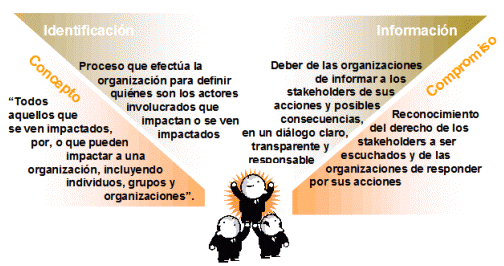 Identificación
Proceso que efectúa la
organización para definir
quiénes son los actores
involucrados que
impactan o se ven
impactados
Concepto
“Todos
aquellos que
se ven impactados,
por, o que pueden
impactar a una
organización, incluyendo
individuos, grupos y
organizaciones”.
Información
Deber de las organizaciones
de informar a los
stakeholders de sus
acciones y posibles
consecuencias,
en un diálogo claro,
transparente y
responsable
Compromiso
Reconocimiento
del derecho de los
stakeholders a ser
escuchados y de las
organizaciones de responder
por sus acciones